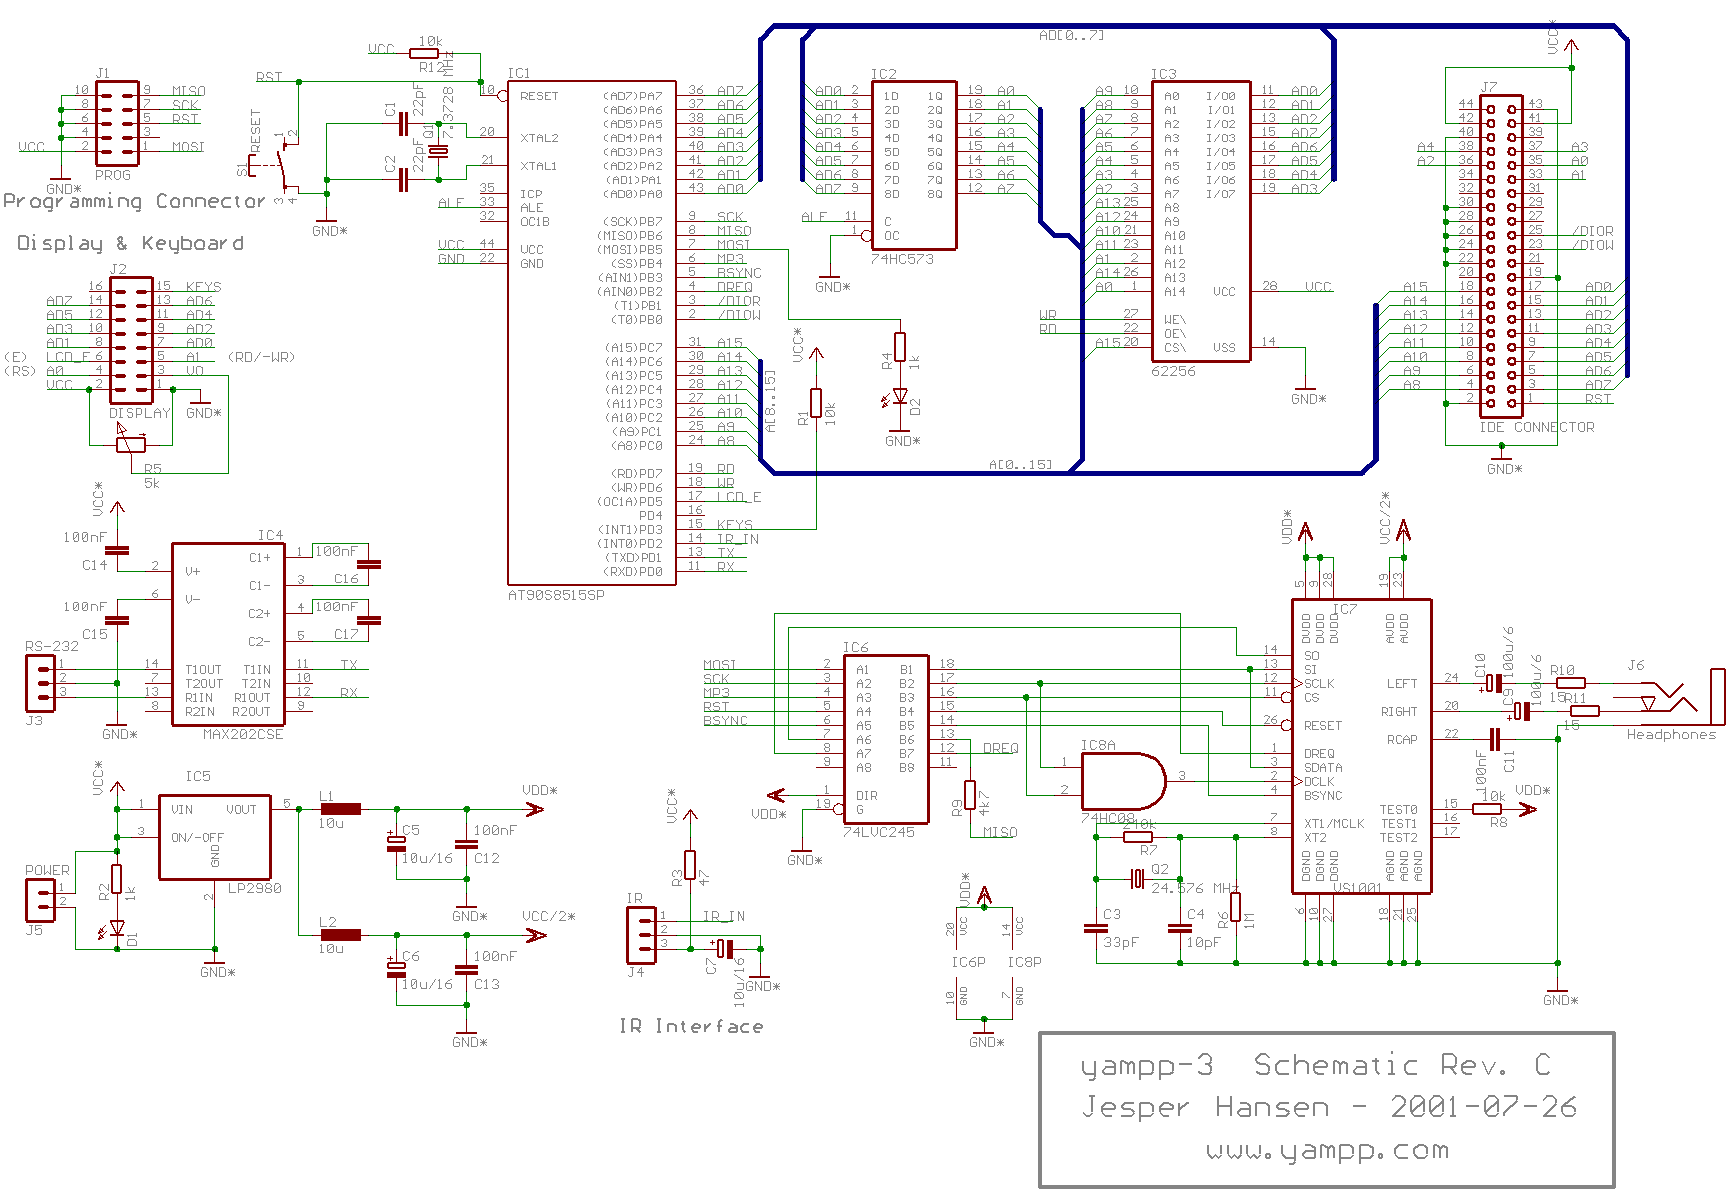 J1
10 9 MISO
8 7 SCK
6 5 RST
4 3
VCC 2 1 MOSI
PROG
GND*
Programming Connector
RST
RESET
S1
1 2
3 4
GND*
VCC 10k
R12
C1 22pF
C2 22pF
Q1 7.3728 MHz
Display & Keyboard
J2
16 15 KEYS
AD7 14 13 AD6
AD5 12 11 AD4
AD3 10 9 AD2
AD1 8 7 AD0
(E) LCD_E 6 5 A1 (RD/-WR)
(RS) A0 4 3 VO
VCC 2 1
DISPLAY
GND*
R5
5k
IC1
10 RESET
20 XTAL2
21 XTAL1
35 ICP
ALE 33 ALE
32 OC1B
VCC 44 VCC
GND 22 GND
(AD7)PA7 36 AD7
(AD6)PA6 37 AD6
(AD5)PA5 38 AD5
(AD4)PA4 39 AD4
(AD3)PA3 40 AD3
(AD2)PA2 41 AD2
(AD1)PA1 42 AD1
(AD0)PA0 43 AD0
(SCK)PB7 9 SCK
(MISO)PB6 8 MISO
(MOSI)PB5 7 MOSI
(SS)PB4 6 MP3
(AIN1)PB3 5 BSYNC
(AIN0)PB2 4 DREQ
(T1)PB1 3 /DIOR
(T0)PB0 2 /DIOW
(A15)PC7 31 A15
(A14)PC6 30 A14
(A13)PC5 29 A13
(A12)PC4 28 A12
(A11)PC3 27 A11
(A10)PC2 26 A10
(A9)PC1 25 A9
(A8)PC0 24 A8
(RD)PD7 19 RD
(WR)PD6 18 WR
(OC1A)PD5 17 LCD_E
PD4 16
(INT1)PD3 15 KEYS
(INT0)PD2 14 IR_IN
(TXD)PD1 13 TX
(RXD)PD0 11 RX
AT90S8515SP
A[8..15]
VCC*
R1 10k
R4 1k
D2
GND*
AD[0..7]
IC2
AD0 2 1D 1Q 19 A0
AD1 3 2D 2Q 18 A1
AD2 4 3D 3Q 17 A2
AD3 5 4D 4Q 16 A3
AD4 6 5D 5Q 15 A4
AD5 7 6D 6Q 14 A5
AD6 8 7D 7Q 13 A6
AD7 9 8D 8Q 12 A7
ALE 11 C
1 OC
74HC573
GND*
IC3
A9 10 A0 I/O0 11 AD0
A8 9 A1 I/O1 12 AD1
A7 8 A2 I/O2 13 AD2
A6 7 A3 I/O3 15 AD7
A5 6 A4 I/O4 16 AD6
A4 5 A5 I/O5 17 AD5
A3 4 A6 I/O6 18 AD4
A2 3 A7 I/O7 19 AD3
A13 25 A8
A12 24 A9
A10 21 A10
A11 23 A11
A1 2 A12
A14 26 A13
A0 1 A14 VCC 28 VCC
WR 27 WE\
RD 22 OE\
A15 20 CS\ VSS 14
62256
GND*
A[0..15]
VCC*
J7
44 43
42 41
40 39
A4 38 37 A3
A2 36 35 A0
34 33 A1
32 31
30 29
28 27
26 25 /DIOR
24 23 /DIOW
22 21
20 19
A15 18 17 AD0
A14 16 15 AD1
A13 14 13 AD2
A12 12 11 AD3
A11 10 9 AD4
A10 8 7 AD5
A9 6 5 AD6
A8 4 3 AD7
2 1 RST
IDE CONNECTOR
GND*
VCC*
100nF
C14
100nF
C15
IC4
2 V+
6 V-
C1+ 1 100nF
C1- 3 C16
C2+ 4 100nF
C2- 5 C17
14 T1OUT T1IN 11 TX
7 T2OUT T2IN 10
13 R1IN R1OUT 12 RX
8 R2IN R2OUT 9
MAX202CSE
RS-232
1
2
3
J3
GND*
VCC*
IC5
1 VIN VOUT 5
3 ON/-OFF
GND
2
LP2980
POWER
1
2
J5
R2 1k
D1
GND*
L1
10u
VDD*
C5
10u/16
100nF
C12
GND*
L2
10u
VCC/2*
C6
10u/16
100nF
C13
GND*
VCC*
R3 47
IR
1 IR_IN
2
3
J4
C7 10u/16
GND*
IR Interface
IC6
MOSI 2 A1 B1 18
SCK 3 A2 B2 17
MP3 4 A3 B3 16
RST 5 A4 B4 15
BSYNC 6 A5 B5 14
7 A6 B6 13
8 A7 B7 12 DREQ
9 A8 B8 11
VDD* 1 DIR
19 G
74LVC245
GND*
R9 4k7
MISO
IC8A
1
2
3
74HC08
VDD*
20 VCC 14 VCC
IC6P IC8P
10 GND 7 GND
GND*
VDD* VCC/2*
5 9 28 19 23
IC7
DVDD DVDD DVDD AVDD AVDD
14 SO
13 SI
12 SCLK
11 CS
26 RESET
1 DREQ
3 SDATA
2 DCLK
4 BSYNC
7 XT1/MCLK
8 XT2
LEFT 24
RIGHT 20
RCAP 22
TEST0 15
TEST1 16
TEST2 17
DGND DGND DGND AGND AGND AGND
VS1001
6 10 27 18 21 25
240k
R7
Q2
24.576 MHz
C3
33pF
C4
10pF
R6 1M
C10 100u/6
C9 100u/6
R10
15
R11
15
C11 100nF
10k
R8
VDD*
J6
Headphones
GND*
yampp-3 Schematic Rev. C
Jesper Hansen - 2001-07-26
www.yampp.com